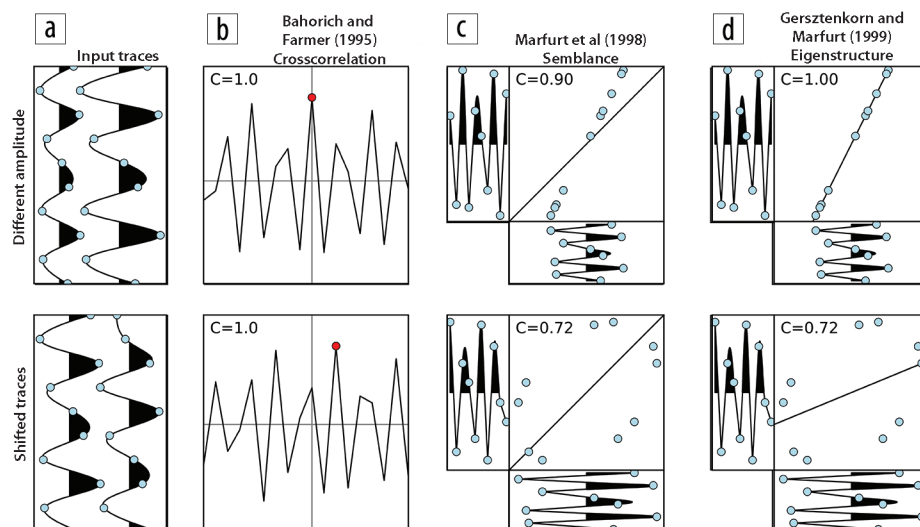 a
Input traces
b
Bahorich and
Farmer (1995)
Crosscorrelation
c
Marfurt et al (1998)
Semblance
d
Gersztenkorn and
Marfurt (1999)
Eigenstructure
Different amplitude
C=1.0
C=0.90
C=1.00
Shifted traces
C=1.0
C=0.72
C=0.72